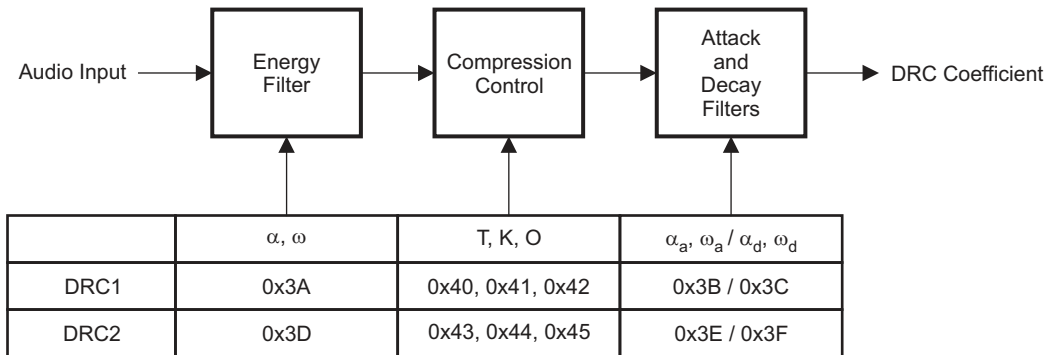 Audio Input
Energy
Filter
Compression
Control
Attack
and
Decay
Filters
DRC Coefficient
α, ω
T, K, O
αa, ωa / αd, ωd
DRC1
0x3A
0x40, 0x41, 0x42
0x3B / 0x3C
DRC2
0x3D
0x43, 0x44, 0x45
0x3E / 0x3F